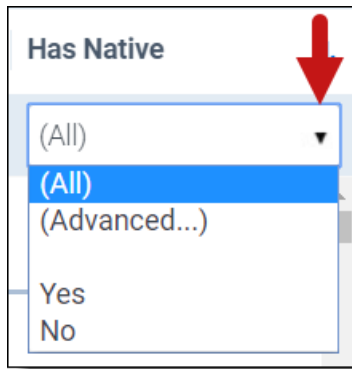 Has Native
(All)
(All)
(Advanced...)
Yes
No